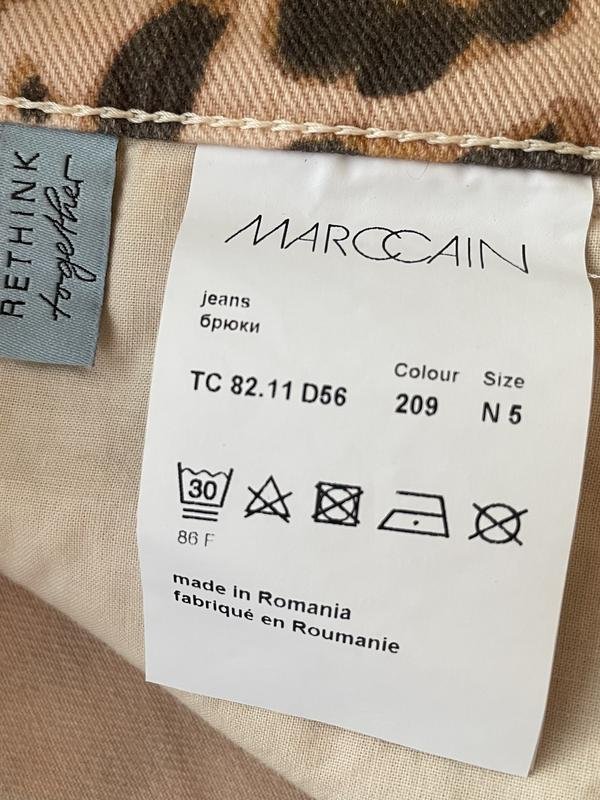 RETHINK
together
MARCCAIN
jeans
брюки
Colour Size
TC 82.11 D56 209 N 5
30
86 F
made in Romania
fabriqué en Roumanie